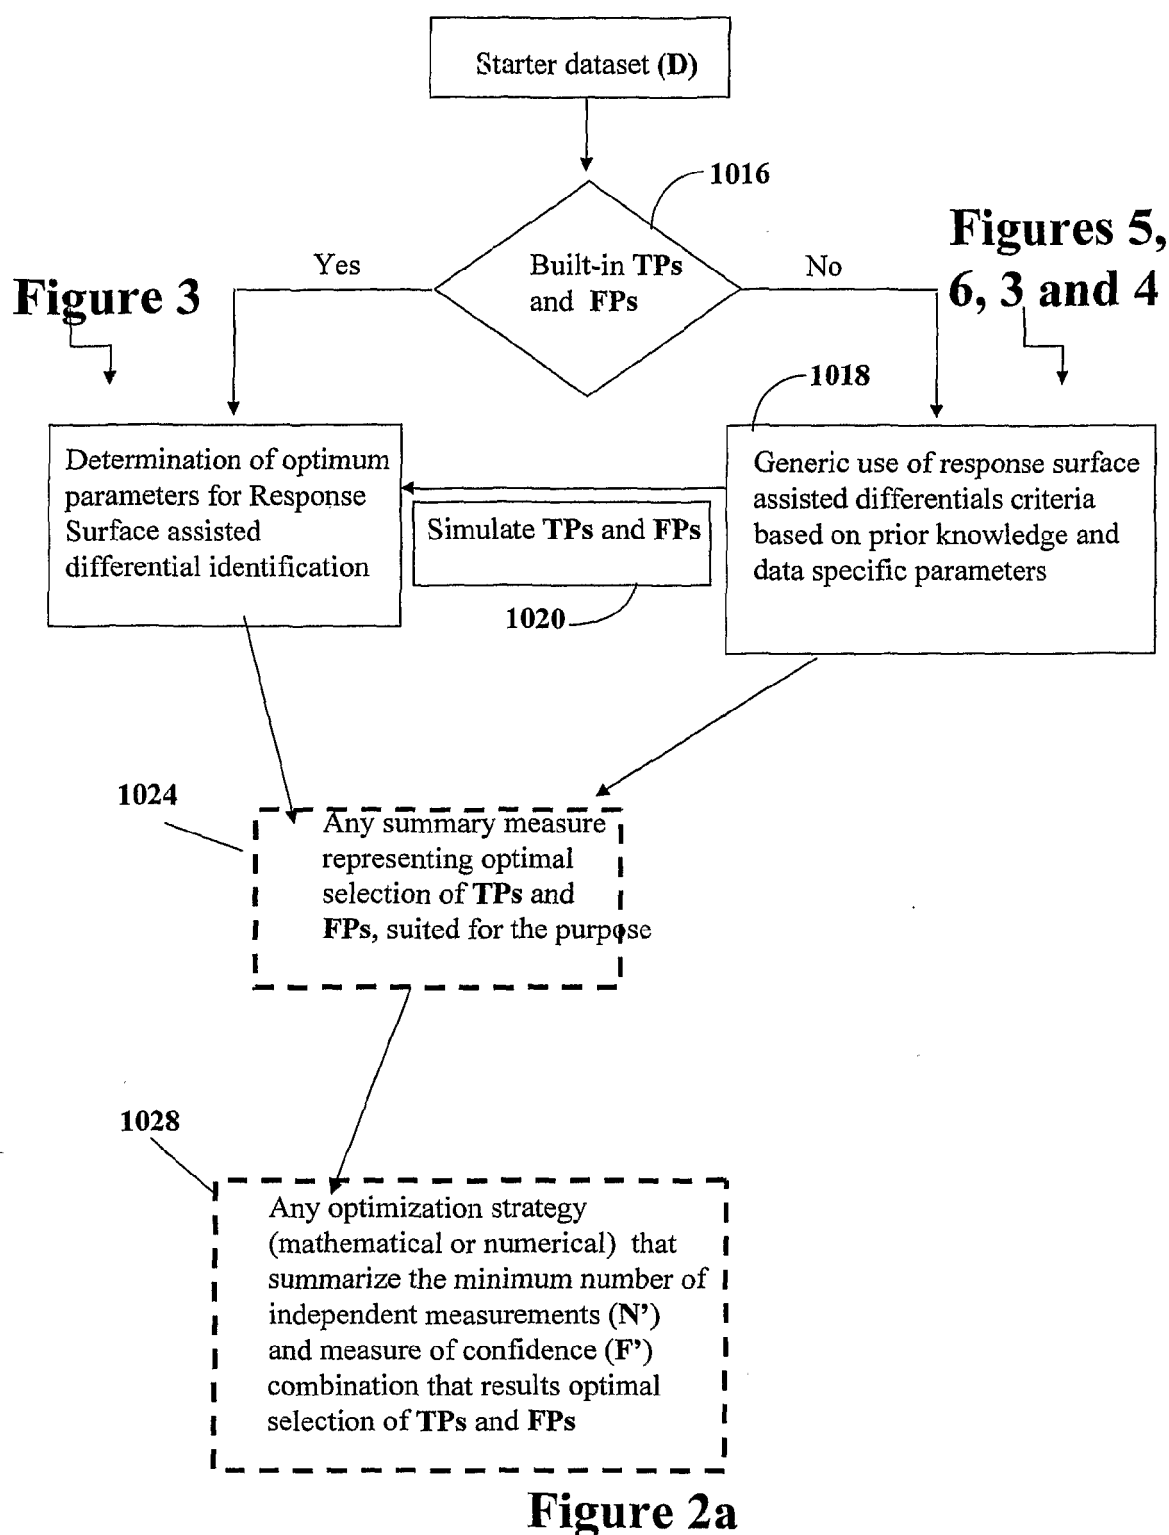 Starter dataset (D)
1016
Built-in TPs
and FPs
Yes
No
Figure 3
Figures 5,
6, 3 and 4
1018
Determination of optimum
parameters for Response
Surface assisted
differential identification
Simulate TPs and FPs
1020
Generic use of response surface
assisted differentials criteria
based on prior knowledge and
data specific parameters
1024
Any summary measure
representing optimal
selection of TPs and
FPs, suited for the purpose
1028
Any optimization strategy
(mathematical or numerical) that
summarize the minimum number of
independent measurements (N’)
and measure of confidence (F’)
combination that results optimal
selection of TPs and FPs
Figure 2a